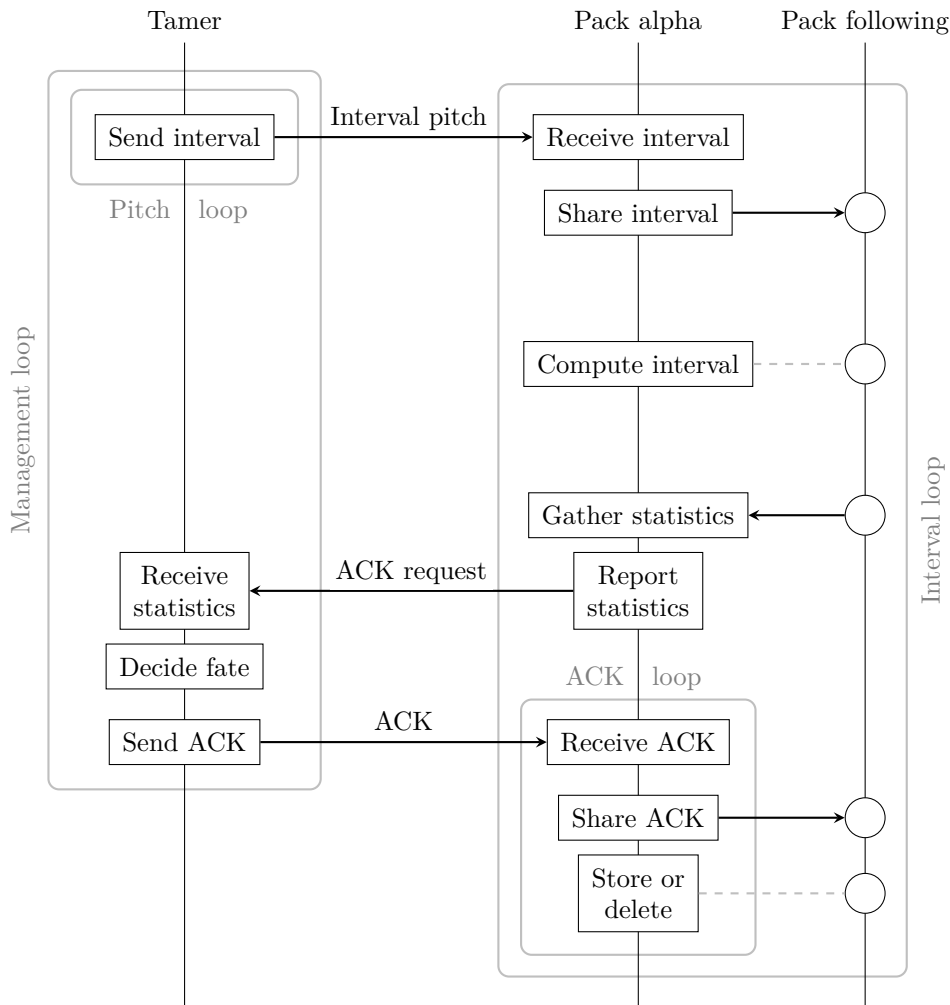 Tamer
Pack alpha
Pack following
Send interval
Interval pitch
Receive interval
Pitch loop
Share interval
Management loop
Compute interval
Gather statistics
Interval loop
Receive
statistics
ACK request
Report
statistics
Decide fate
ACK loop
Send ACK
ACK
Receive ACK
Share ACK
Store or
delete